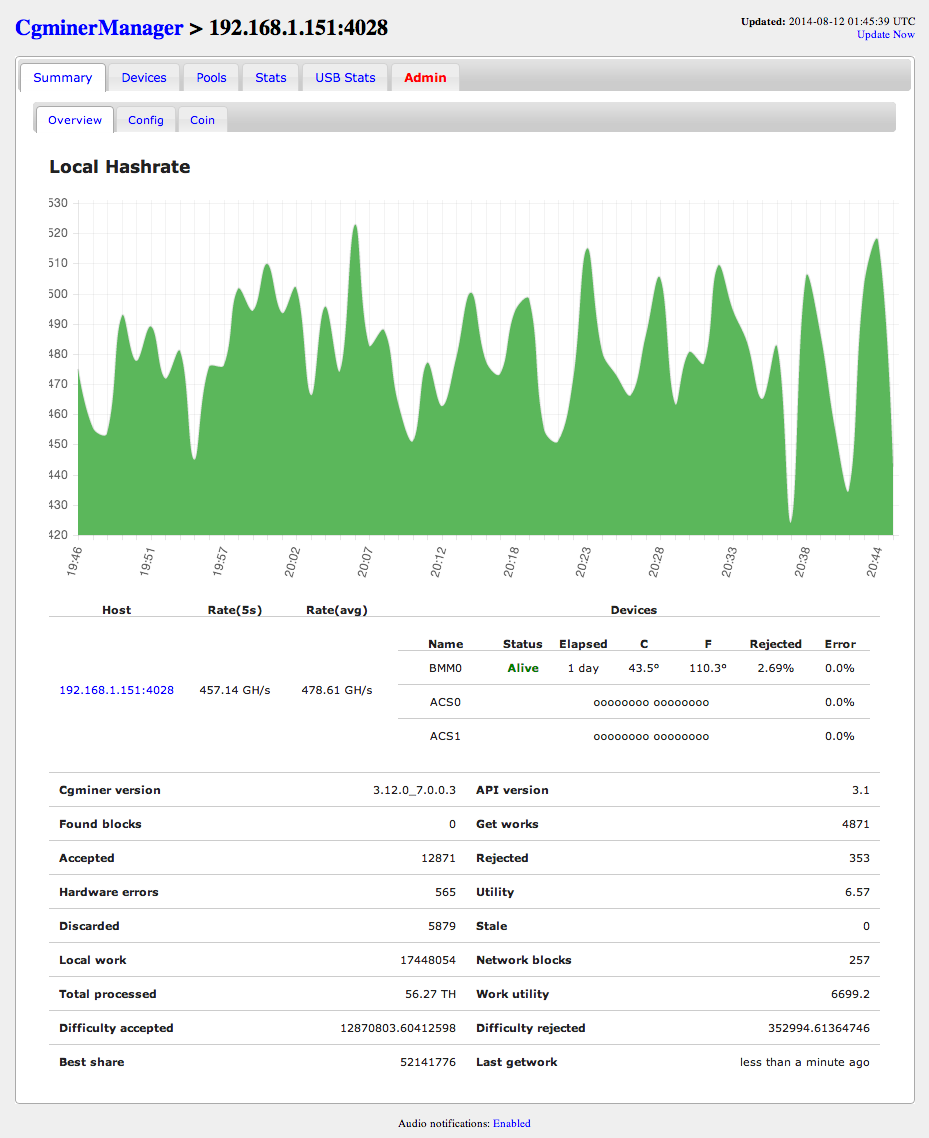 CgminerManager > 192.168.1.151:4028
Updated: 2014-08-12 01:45:39 UTC
Update Now
Summary Devices Pools Stats USB Stats Admin
Overview Config Coin
Local Hashrate
530
520
510
500
490
480
470
460
450
440
430
420
19:46 19:51 19:57 20:02 20:07 20:12 20:18 20:23 20:28 20:33 20:38 20:44
Host Rate(5s) Rate(avg) Devices
Name Status Elapsed C F Rejected Error
BMM0 Alive 1 day 43.5° 110.3° 2.69% 0.0%
192.168.1.151:4028 457.14 GH/s 478.61 GH/s
ACS0 oooooooo oooooooo 0.0%
ACS1 oooooooo oooooooo 0.0%
Cgminer version 3.12.0_7.0.0.3 API version 3.1
Found blocks 0 Get works 4871
Accepted 12871 Rejected 353
Hardware errors 565 Utility 6.57
Discarded 5879 Stale 0
Local work 17448054 Network blocks 257
Total processed 56.27 TH Work utility 6699.2
Difficulty accepted 12870803.60412598 Difficulty rejected 352994.61364746
Best share 52141776 Last getwork less than a minute ago
Audio notifications: Enabled